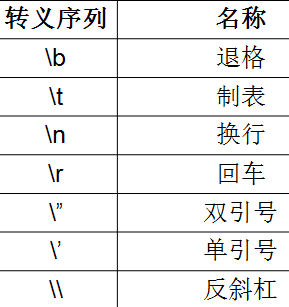 转义序列 名称
\b 退格
\t 制表
\n 换行
\r 回车
\” 双引号
\’ 单引号
\\ 反斜杠